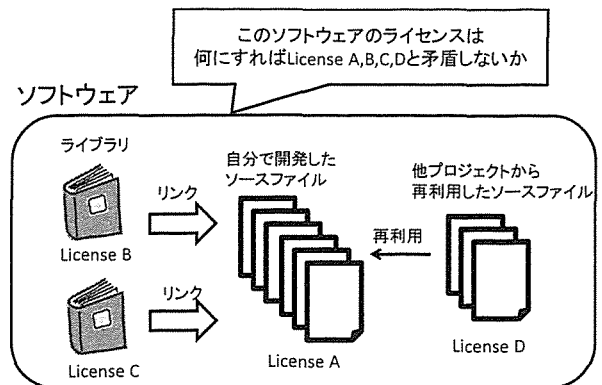 このソフトウェアのライセンスは
何にすればLicense A,B,C,Dと矛盾しないか
ソフトウェア
ライブラリ
リンク
License B
リンク
License C
自分で開発した
ソースファイル
License A
再利用
他プロジェクトから
再利用したソースファイル
License D